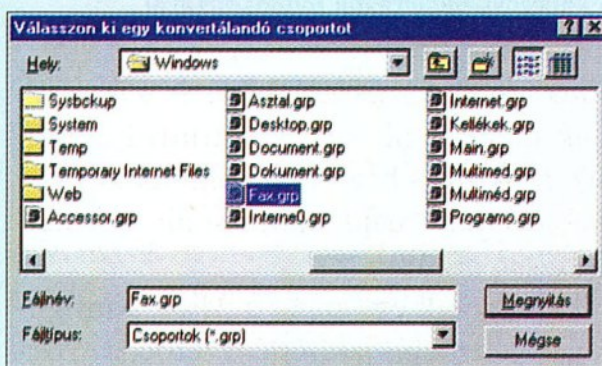 Válasszon ki egy konvertálandó csoportot
Hely: Windows
Sysbckup
System
Temp
Temporary Internet Files
Web
Accessor.grp
Asztal.grp
Desktop.grp
Document.grp
Dokument.grp
Fax.grp
Interne0.grp
Internet.grp
Kellékek.grp
Main.grp
Multimed.grp
Multiméd.grp
Programo.grp
Fájlnév: Fax.grp Megnyitás
Fájltípus: Csoportok (*.grp) Mégse